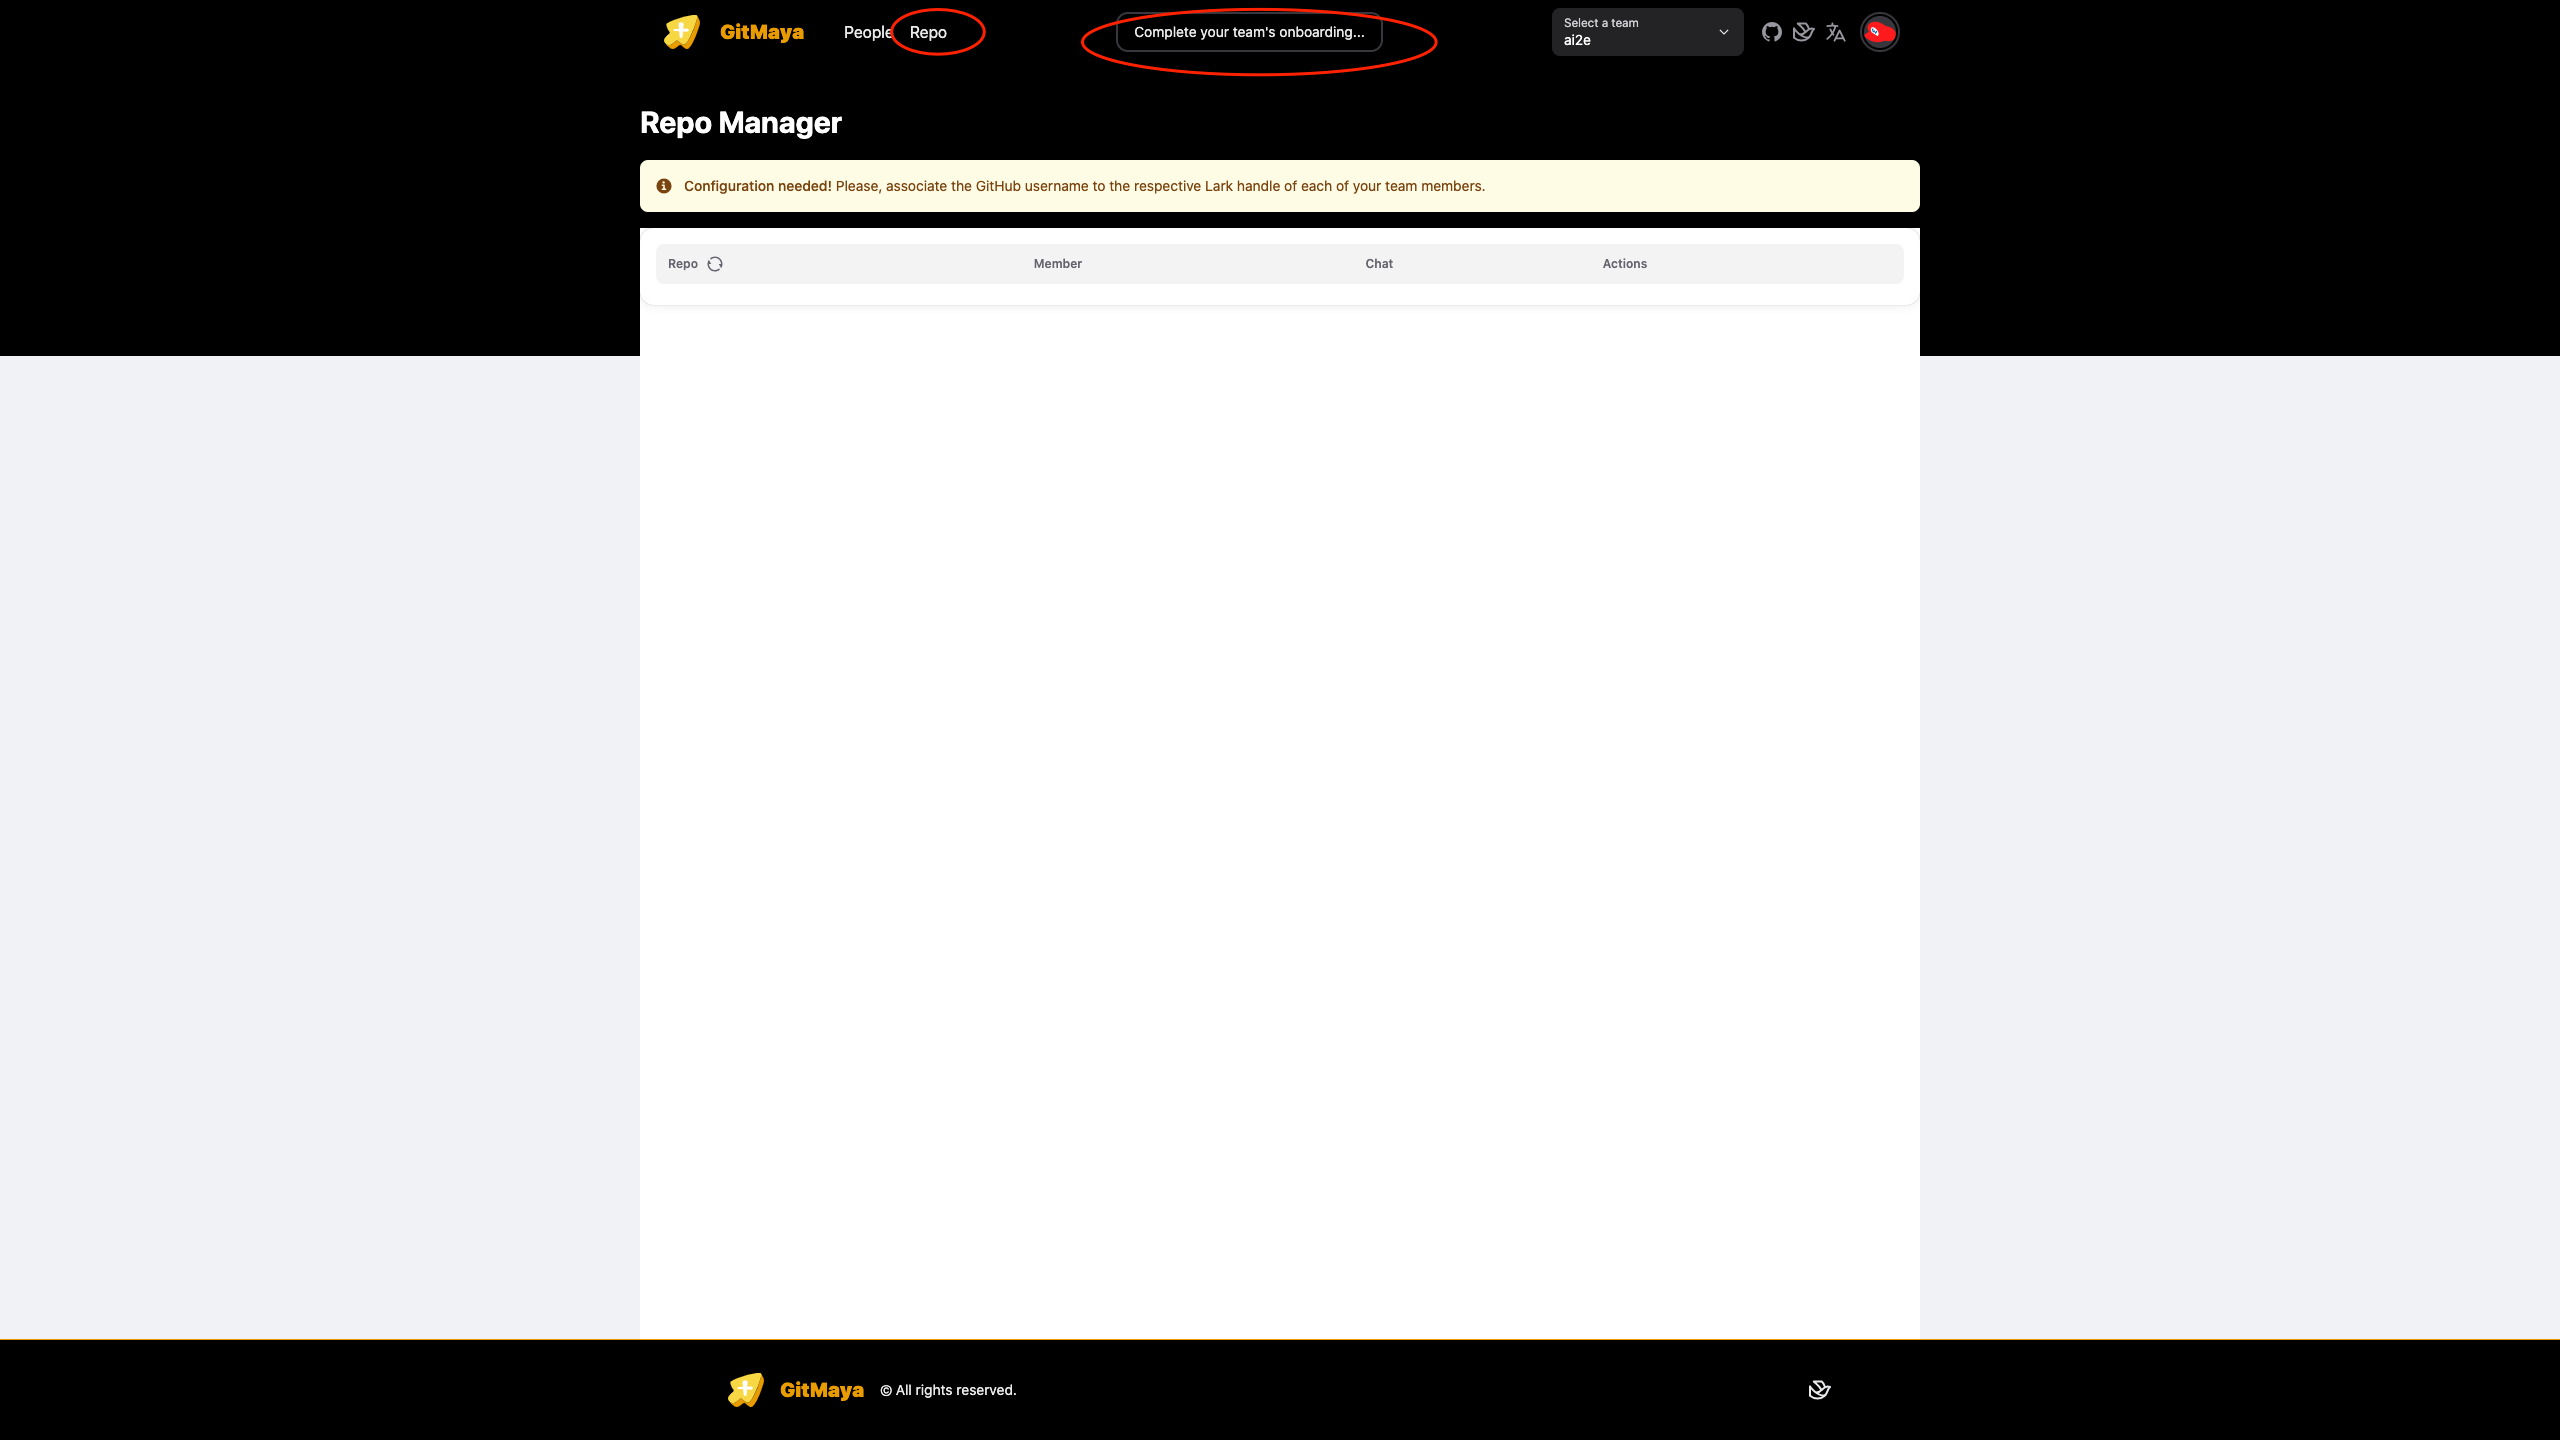 GitMaya
People
Repo
Complete your team's onboarding...
Select a team
ai2e
Repo Manager
Configuration needed! Please, associate the GitHub username to the respective Lark handle of each of your team members.
Repo
Member
Chat
Actions
GitMaya
© All rights reserved.